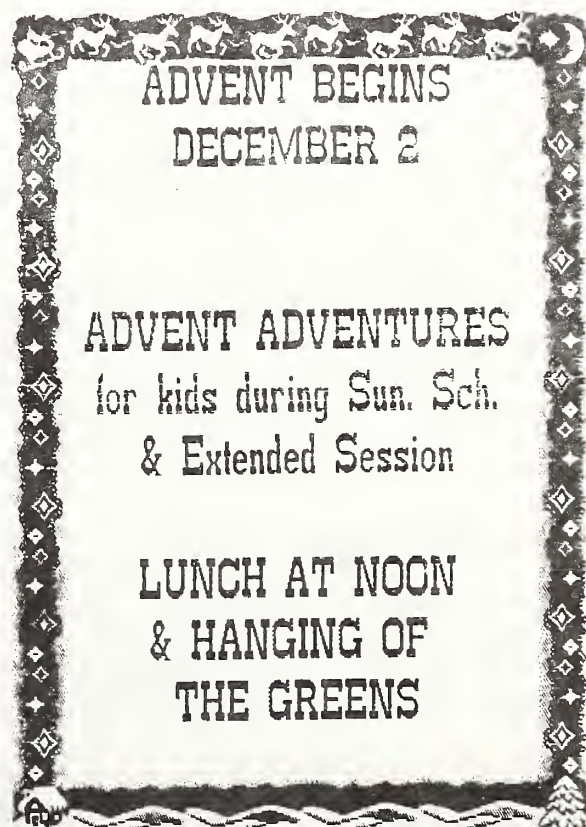 ADVENT BEGINS
DECEMBER 2
ADVENT ADVENTURES
for kids during Sun. Sch.
& Extended Session
LUNCH AT NOON
& HANGING OF
THE GREENS